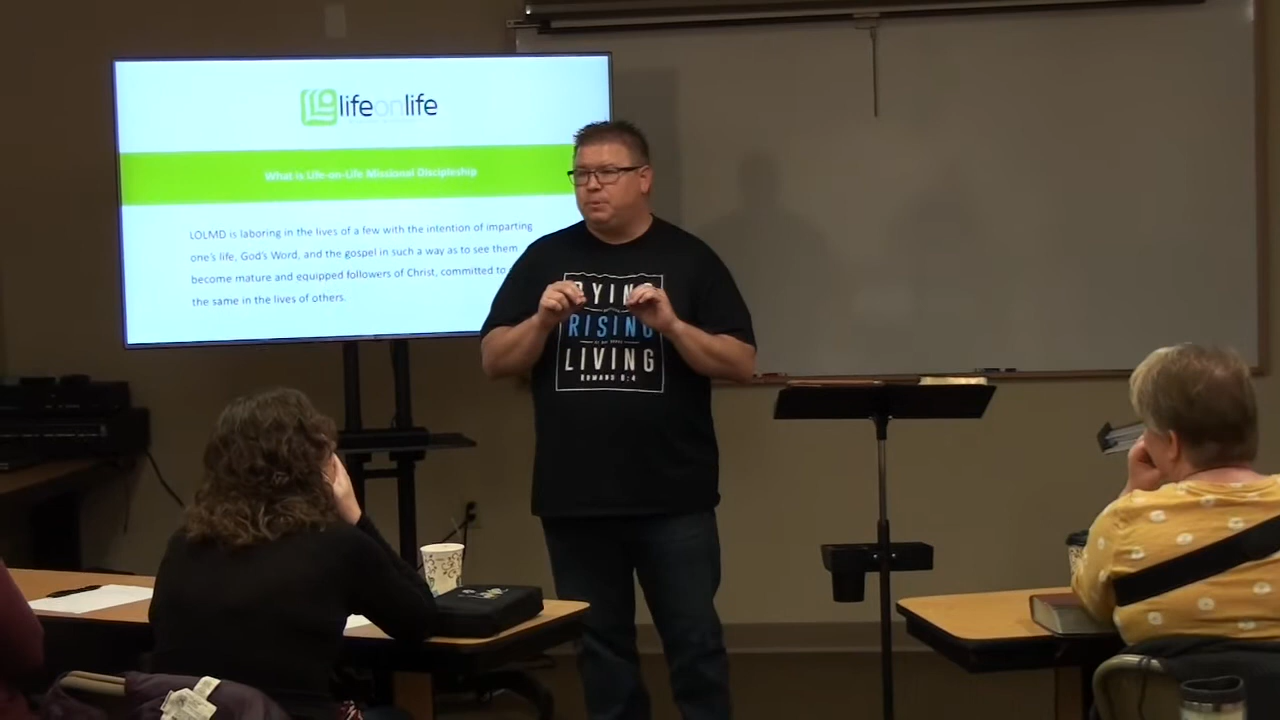 lifeonlife
What is Life-on-Life Missional Discipleship
LOLMD is laboring in the lives of a few with the intention of imparting
one's life, God's Word, and the gospel in such a way as to see them
become mature and equipped followers of Christ, committed to
the same in the lives of others.
DYING
RISING
LIVING
ROMANS 6:4